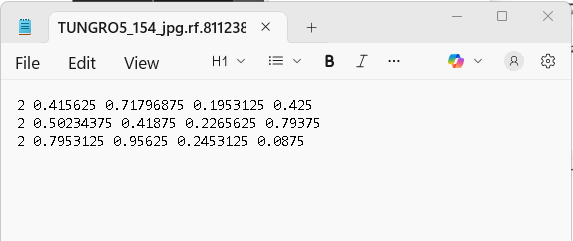 TUNGRO5_154_jpg.rf.811238
File Edit View H1 B I ...
2 0.415625 0.71796875 0.1953125 0.425
2 0.50234375 0.41875 0.2265625 0.79375
2 0.7953125 0.95625 0.2453125 0.0875